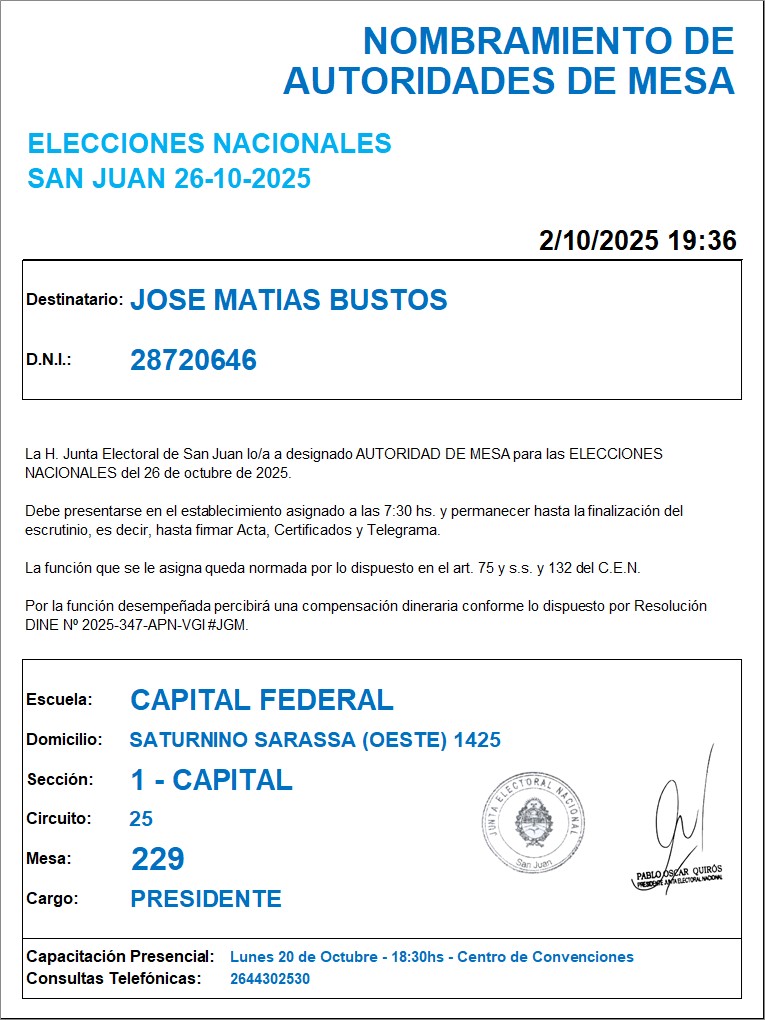 NOMBRAMIENTO DE
AUTORIDADES DE MESA
ELECCIONES NACIONALES
SAN JUAN 26-10-2025
2/10/2025 19:36
Destinatario: JOSE MATIAS BUSTOS
D.N.I.: 28720646
La H. Junta Electoral de San Juan lo/a a designado AUTORIDAD DE MESA para las ELECCIONES
NACIONALES del 26 de octubre de 2025.
Debe presentarse en el establecimiento asignado a las 7:30 hs. y permanecer hasta la finalización del
escrutinio, es decir, hasta firmar Acta, Certificados y Telegrama.
La función que se le asigna queda normada por lo dispuesto en el art. 75 y s.s. y 132 del C.E.N.
Por la función desempeñada percibirá una compensación dineraria conforme lo dispuesto por Resolución
DINE Nº 2025-347-APN-VGI#JGM.
Escuela: CAPITAL FEDERAL
Domicilio: SATURNINO SARASSA (OESTE) 1425
Sección: 1 - CAPITAL
Circuito: 25
Mesa: 229
Cargo: PRESIDENTE
JUNTA ELECTORAL NACIONAL
San Juan
PABLO OSCAR QUIRÓS
PRESIDENTE JUNTA ELECTORAL NACIONAL
Capacitación Presencial: Lunes 20 de Octubre - 18:30hs - Centro de Convenciones
Consultas Telefónicas: 2644302530